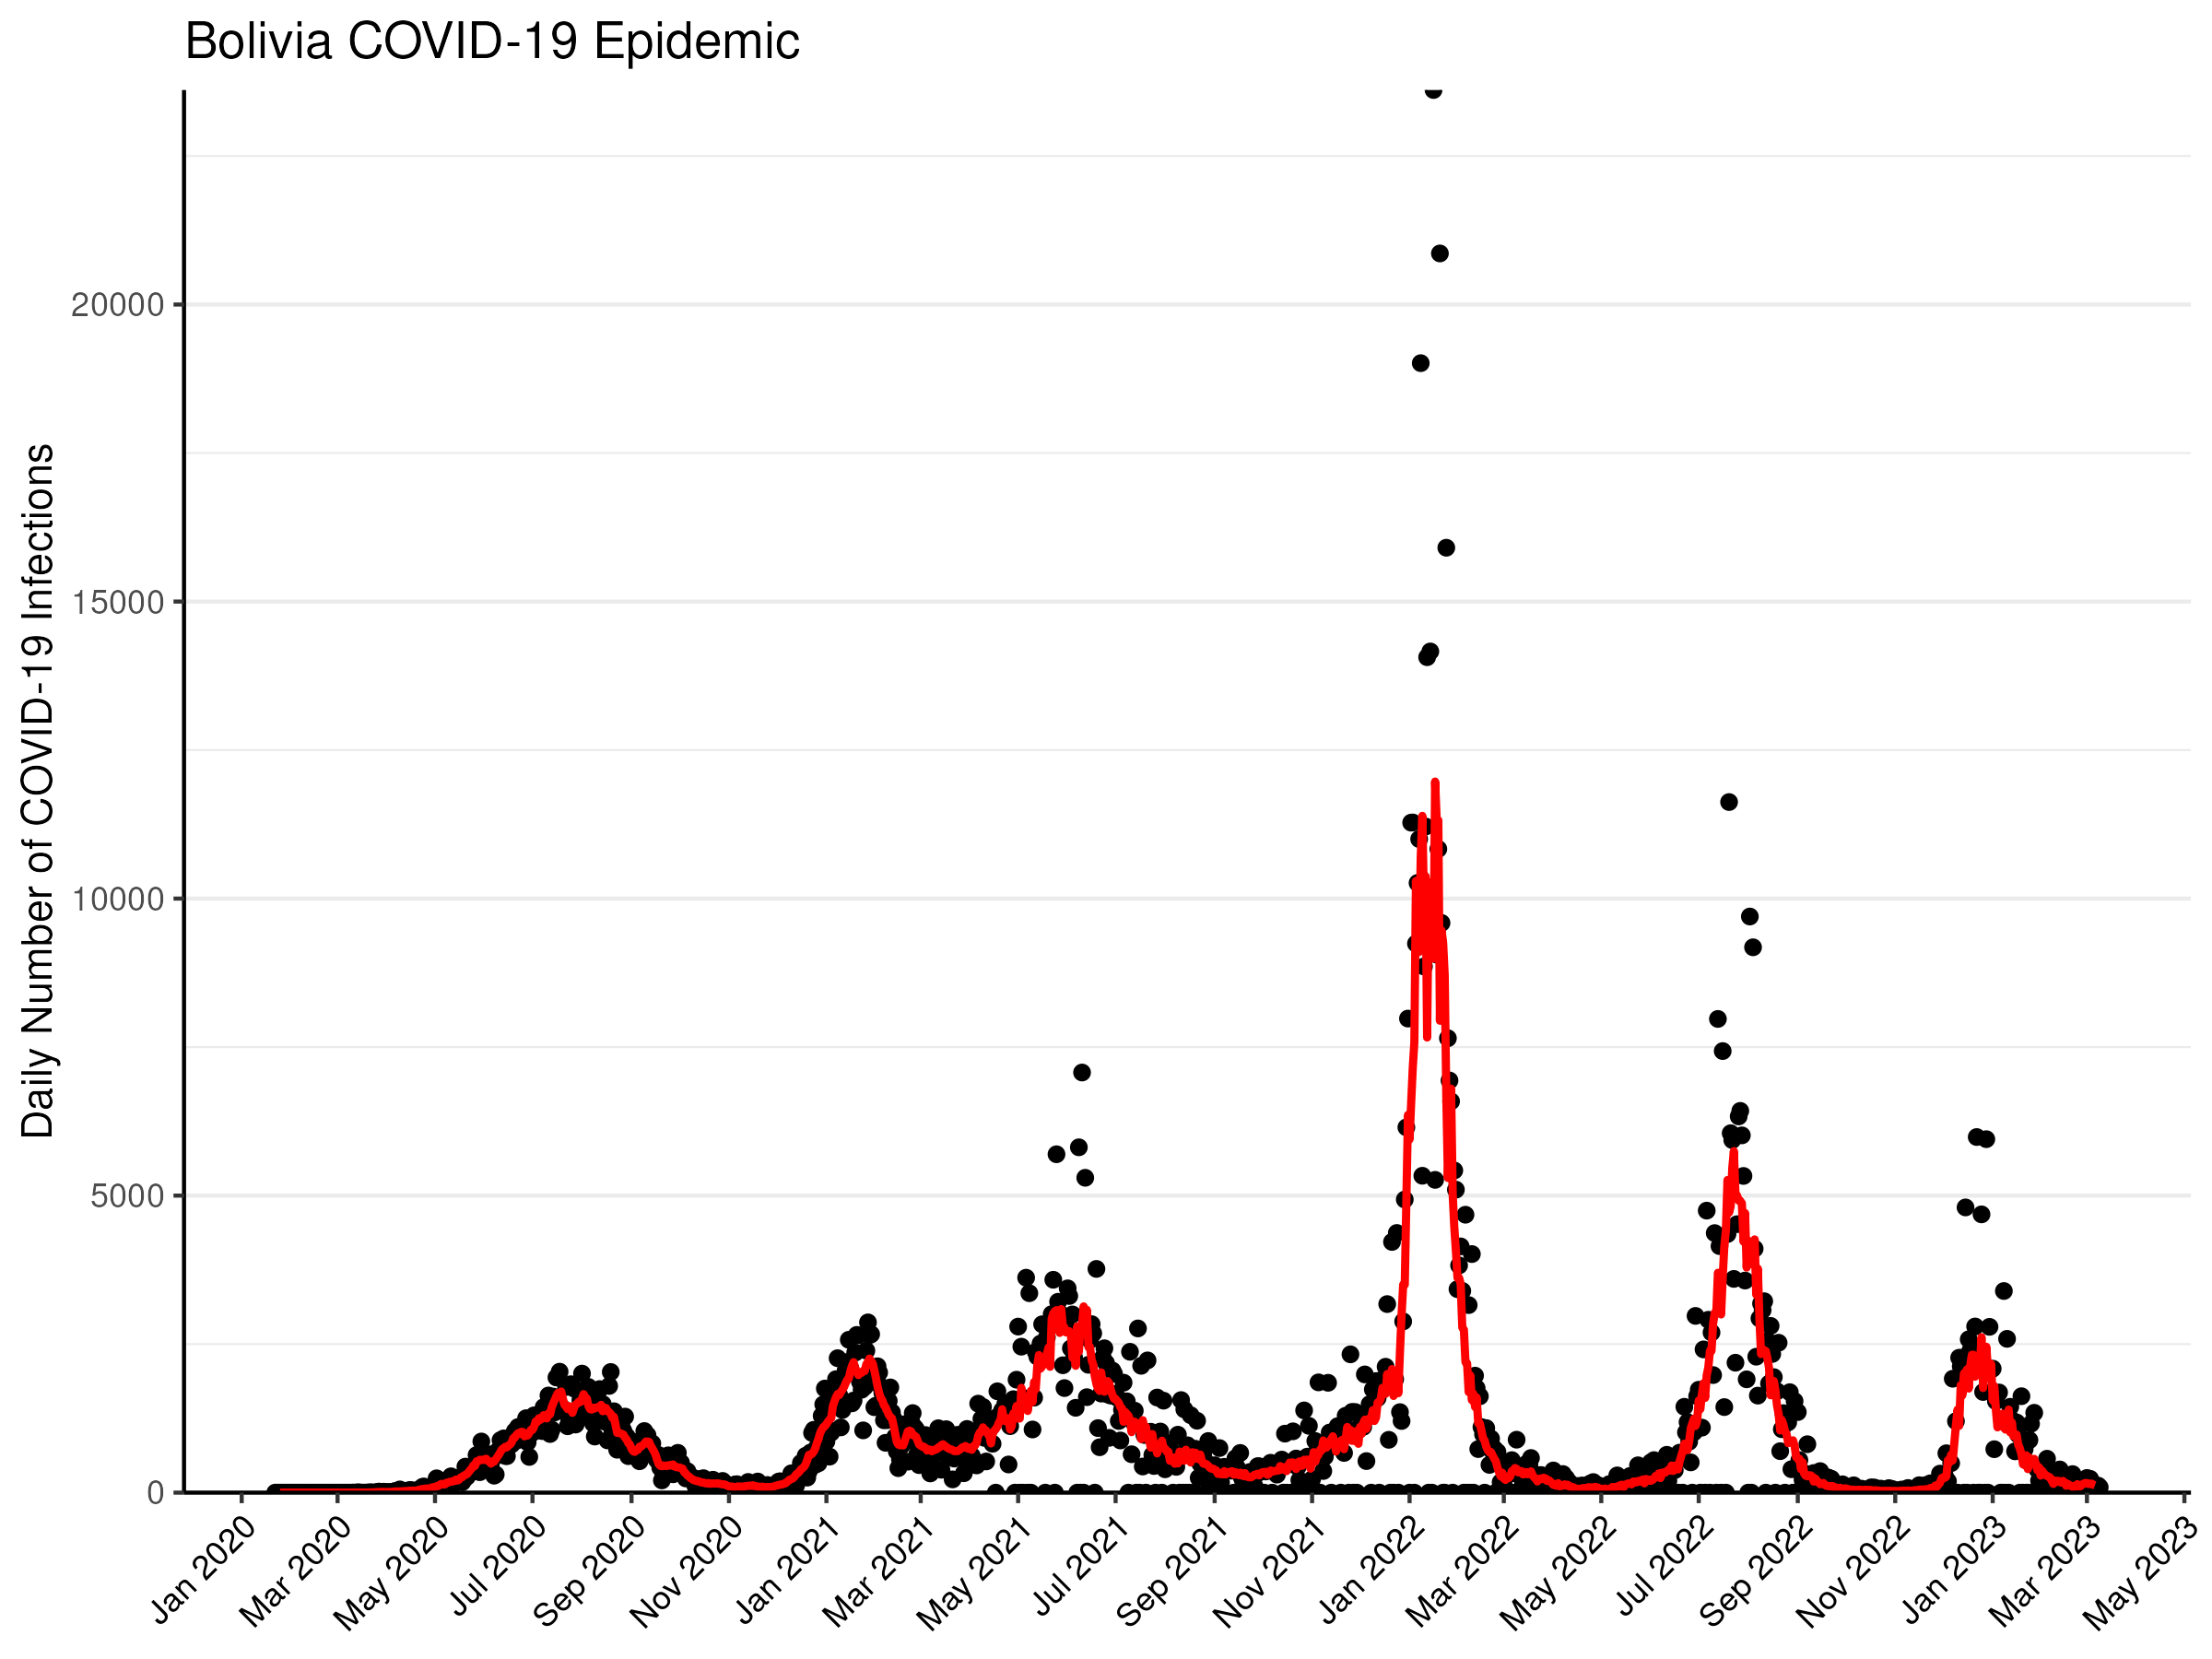 Bolivia COVID-19 Epidemic
Daily Number of COVID-19 Infections
20000
15000
10000
5000
0
Jan 2020
Mar 2020
May 2020
Jul 2020
Sep 2020
Nov 2020
Jan 2021
Mar 2021
May 2021
Jul 2021
Sep 2021
Nov 2021
Jan 2022
Mar 2022
May 2022
Jul 2022
Sep 2022
Nov 2022
Jan 2023
Mar 2023
May 2023